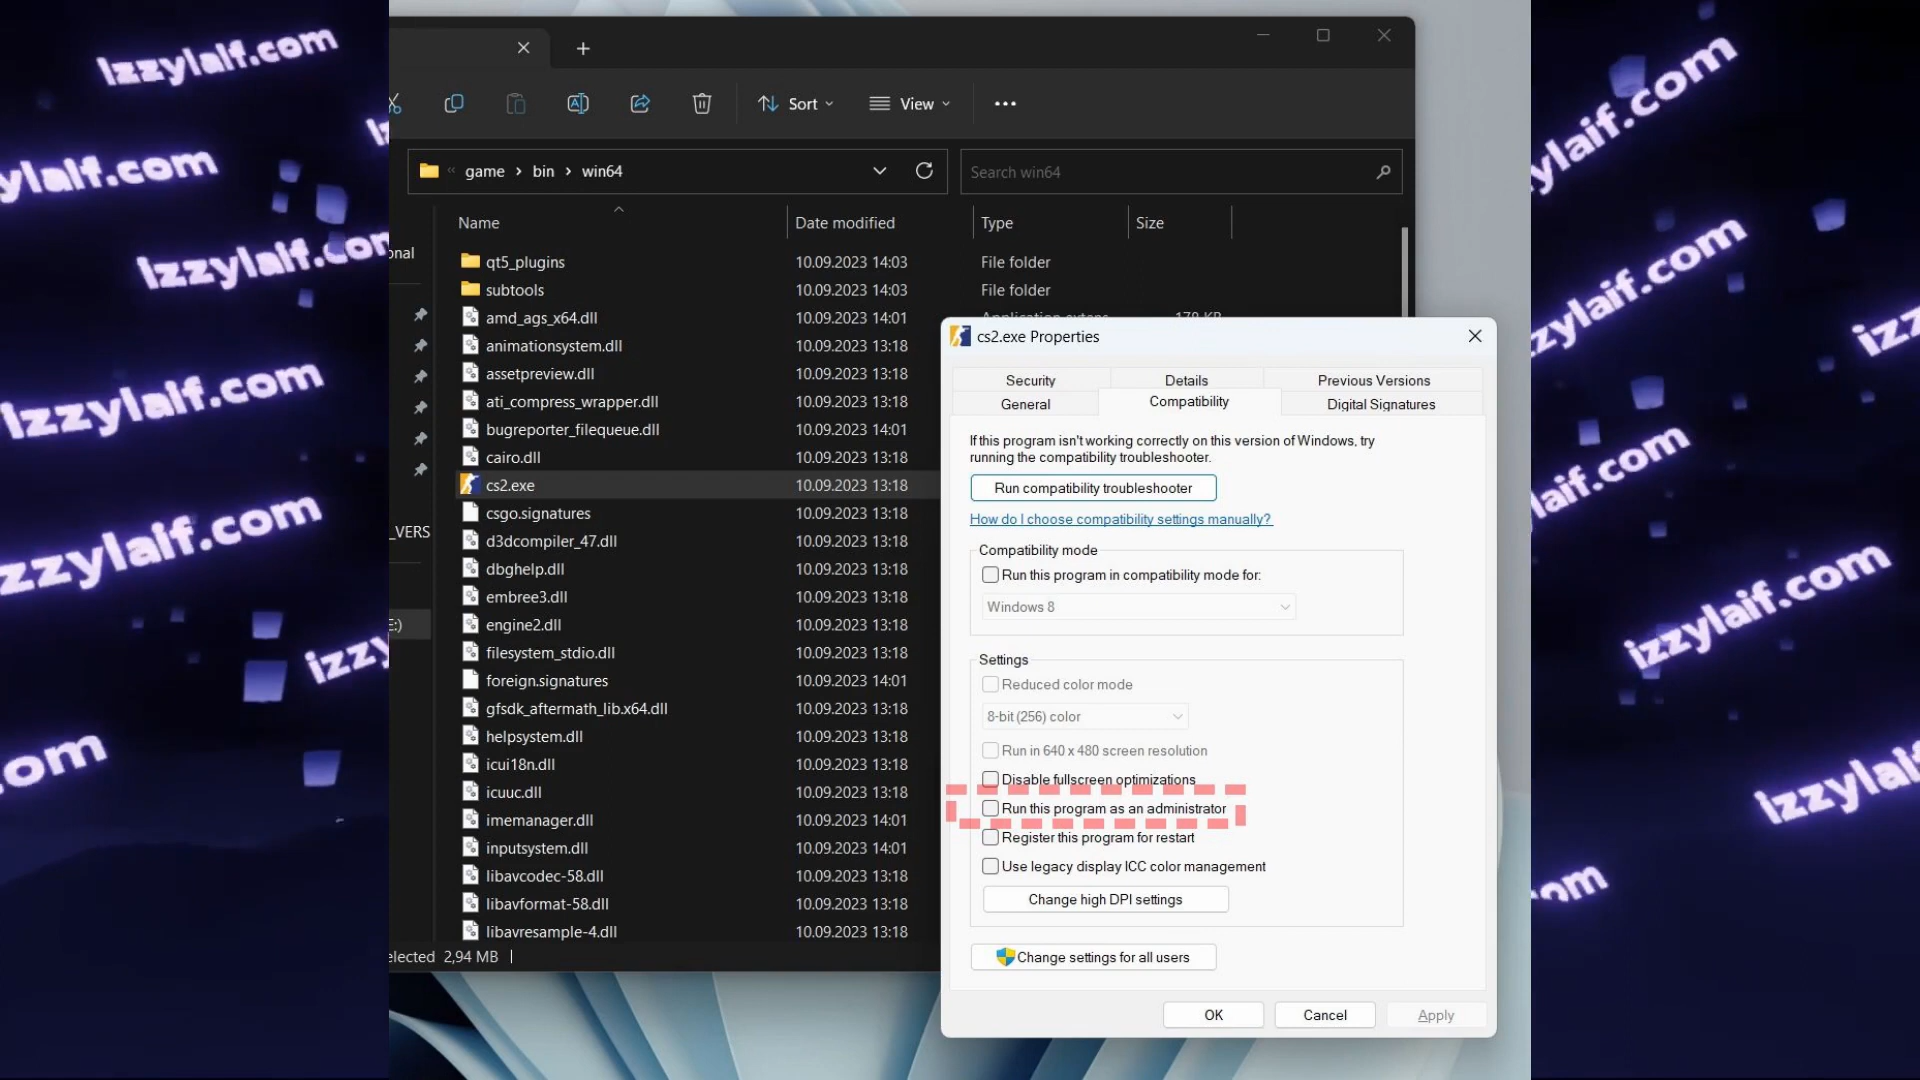 izzylaif.com
izzylaif.com
izzylaif.com
izzylaif.com
Sort
View
game > bin > win64
Search win64
Name
Date modified
Type
Size
onal
_VERS
E:)
qt5_plugins 10.09.2023 14:03 File folder
subtools 10.09.2023 14:03 File folder
amd_ags_x64.dll 10.09.2023 14:01 Application extens 178 KB
animationsystem.dll 10.09.2023 13:18
assetpreview.dll 10.09.2023 13:18
ati_compress_wrapper.dll 10.09.2023 13:18
bugreporter_filequeue.dll 10.09.2023 14:01
cairo.dll 10.09.2023 13:18
cs2.exe 10.09.2023 13:18
csgo.signatures 10.09.2023 13:18
d3dcompiler_47.dll 10.09.2023 13:18
dbghelp.dll 10.09.2023 13:18
embree3.dll 10.09.2023 13:18
engine2.dll 10.09.2023 13:18
filesystem_stdio.dll 10.09.2023 13:18
foreign.signatures 10.09.2023 14:01
gfsdk_aftermath_lib.x64.dll 10.09.2023 13:18
helpsystem.dll 10.09.2023 13:18
icui18n.dll 10.09.2023 13:18
icuuc.dll 10.09.2023 13:18
imemanager.dll 10.09.2023 14:01
inputsystem.dll 10.09.2023 14:01
libavcodec-58.dll 10.09.2023 13:18
libavformat-58.dll 10.09.2023 13:18
libavresample-4.dll 10.09.2023 13:18
elected 2,94 MB
cs2.exe Properties
Security
Details
Previous Versions
General
Compatibility
Digital Signatures
If this program isn't working correctly on this version of Windows, try
running the compatibility troubleshooter.
Run compatibility troubleshooter
How do I choose compatibility settings manually?
Compatibility mode
Run this program in compatibility mode for:
Windows 8
Settings
Reduced color mode
8-bit (256) color
Run in 640 x 480 screen resolution
Disable fullscreen optimizations
Run this program as an administrator
Register this program for restart
Use legacy display ICC color management
Change high DPI settings
Change settings for all users
OK
Cancel
Apply
izzylaif.com